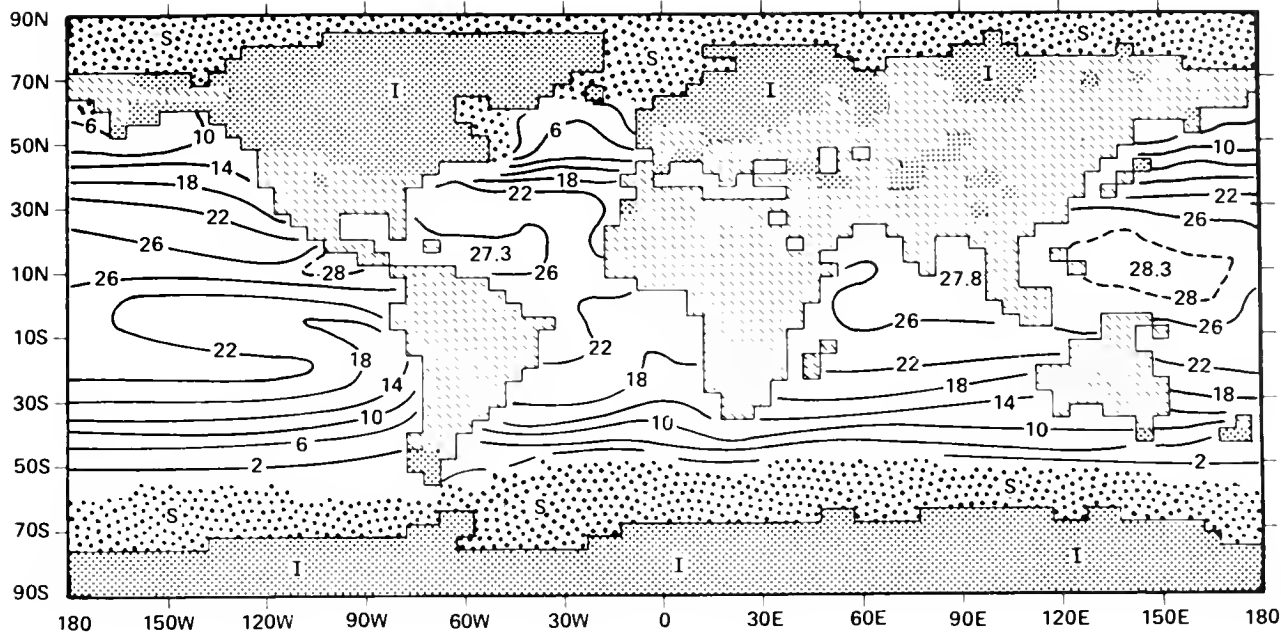 90N S S S
70N I I I
6 10 6
50N 10
14
18 18 22
30N 22 22 26
26 27.3 26 27.8 28.3
10N 28 28
26 26 26
10S 22 18 22 22 22
14 18 18 18
30S 10 14
6 10 10
50S 2 2
S S S
70S
I I I
90S
180 150W 120W 90W 60W 30W 0 30E 60E 90E 120E 150E 180